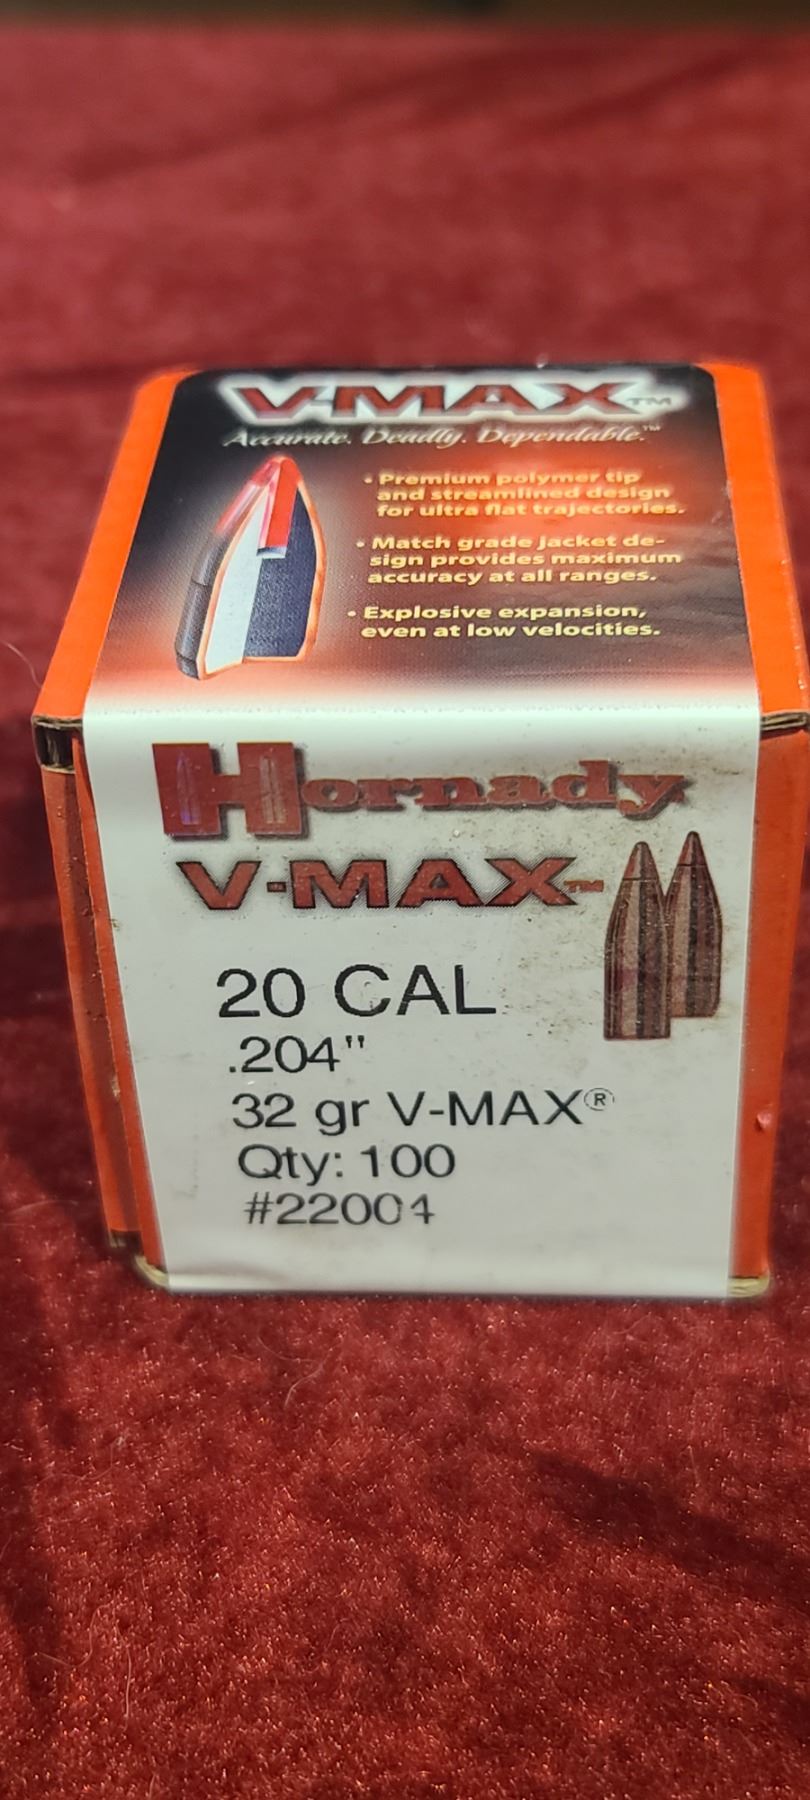 V-MAX™
Accurate. Deadly. Dependable.™
• Premium polymer tip
and streamlined design
for ultra flat trajectories.
• Match grade jacket de-
sign provides maximum
accuracy at all ranges.
• Explosive expansion,
even at low velocities.
Hornady
V-MAX™
20 CAL
.204"
32 gr V-MAX®
Qty: 100
#22004